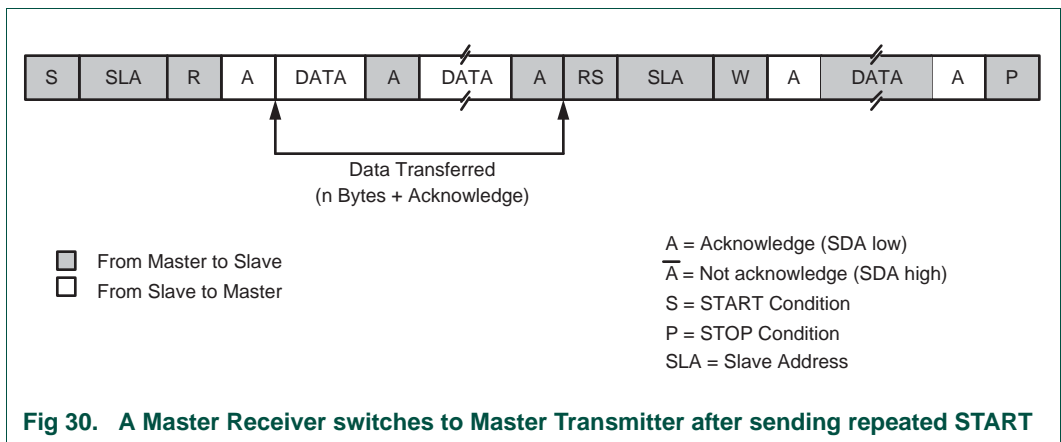 S SLA R A DATA A DATA A RS SLA W A DATA A P
Data Transferred
(n Bytes + Acknowledge)
From Master to Slave
From Slave to Master
A = Acknowledge (SDA low)
A̅ = Not acknowledge (SDA high)
S = START Condition
P = STOP Condition
SLA = Slave Address
Fig 30. A Master Receiver switches to Master Transmitter after sending repeated START